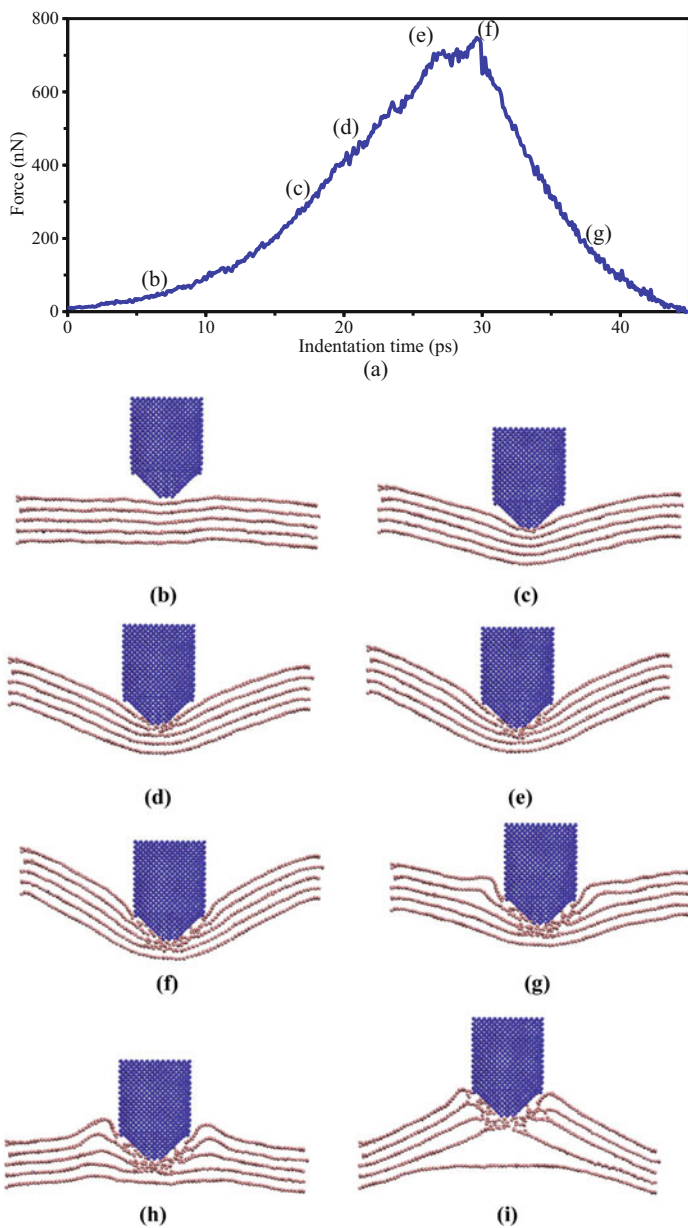 800
(f)
(e)
600
(d)
400
(c)
200
(g)
(b)
0
Force (nN)
0 10 20 30 40
Indentation time (ps)
(a)
(b) (c)
(d) (e)
(f) (g)
(h) (i)